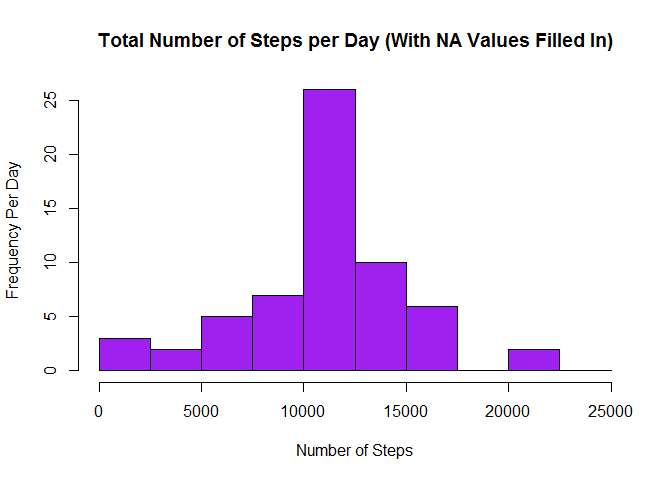 Total Number of Steps per Day (With NA Values Filled In)
Frequency Per Day
25
20
15
10
5
0
0 5000 10000 15000 20000 25000
Number of Steps